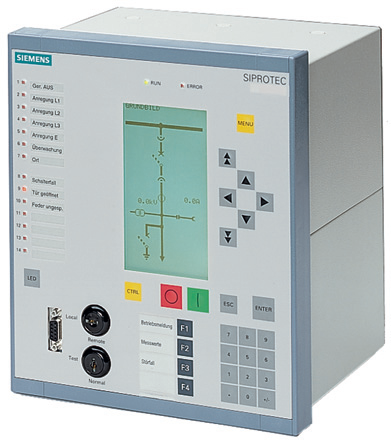 SIEMENS
RUN
ERROR
SIPROTEC
1
Ger. AUS
2
Anregung L1
3
Anregung L2
4
Anregung L3
5
Anregung E
6
Überwachung
7
Ort
8
Schalterfall
9
Tür geöffnet
10
Feder ungesp.
11
12
13
14
GRUNDBILD
0.0kV
0.0A
MENU
LED
CTRL
ESC
ENTER
Local
Remote
Test
Normal
Betriebsmeldung
F1
Messwerte
F2
Störfall
F3
F4
7 8 9
4 5 6
1 2 3
. 0 +/-